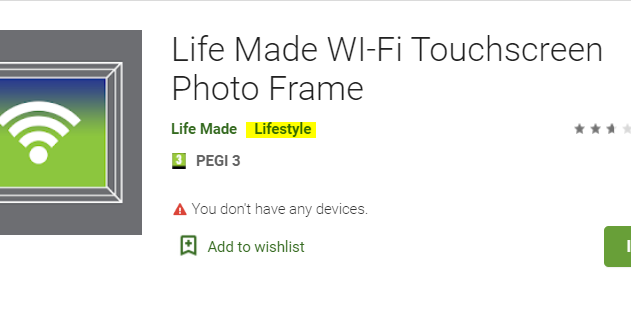 Life Made WI-Fi Touchscreen
Photo Frame
Life Made Lifestyle
3 PEGI 3
You don't have any devices.
Add to wishlist